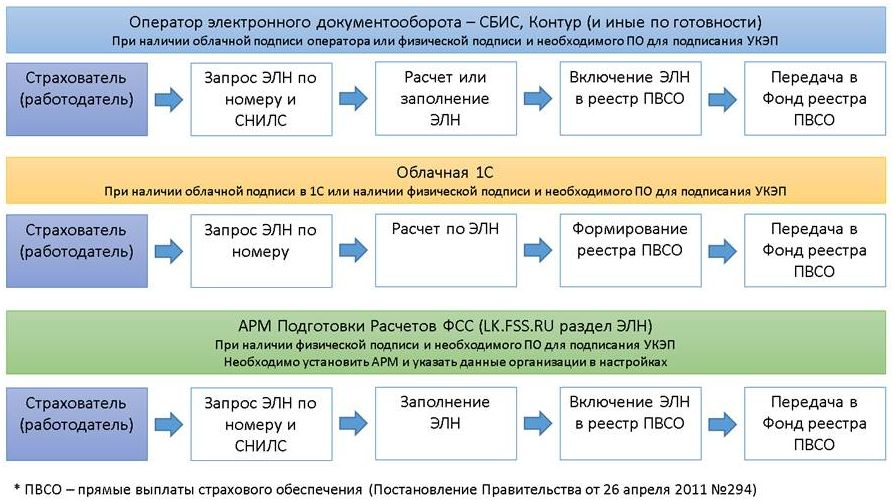 Оператор электронного документооборота – СБИС, Контур (и иные по готовности)
При наличии облачной подписи оператора или физической подписи и необходимого ПО для подписания УКЭП
Страхователь
(работодатель)
Запрос ЭЛН по
номеру и
СНИЛС
Расчет или
заполнение
ЭЛН
Включение ЭЛН
в реестр ПВСО
Передача в
Фонд реестра
ПВСО
Облачная 1С
При наличии облачной подписи в 1С или наличии физической подписи и необходимого ПО для подписания УКЭП
Страхователь
(работодатель)
Запрос ЭЛН по
номеру
Расчет по ЭЛН
Формирование
реестра ПВСО
Передача в
Фонд реестра
ПВСО
АРМ Подготовки Расчетов ФСС (LK.FSS.RU раздел ЭЛН)
При наличии физической подписи и необходимого ПО для подписания УКЭП
Необходимо установить АРМ и указать данные организации в настройках
Страхователь
(работодатель)
Запрос ЭЛН по
номеру и
СНИЛС
Заполнение
ЭЛН
Включение ЭЛН
в реестр ПВСО
Передача в
Фонд реестра
ПВСО
* ПВСО – прямые выплаты страхового обеспечения (Постановление Правительства от 26 апреля 2011 №294)